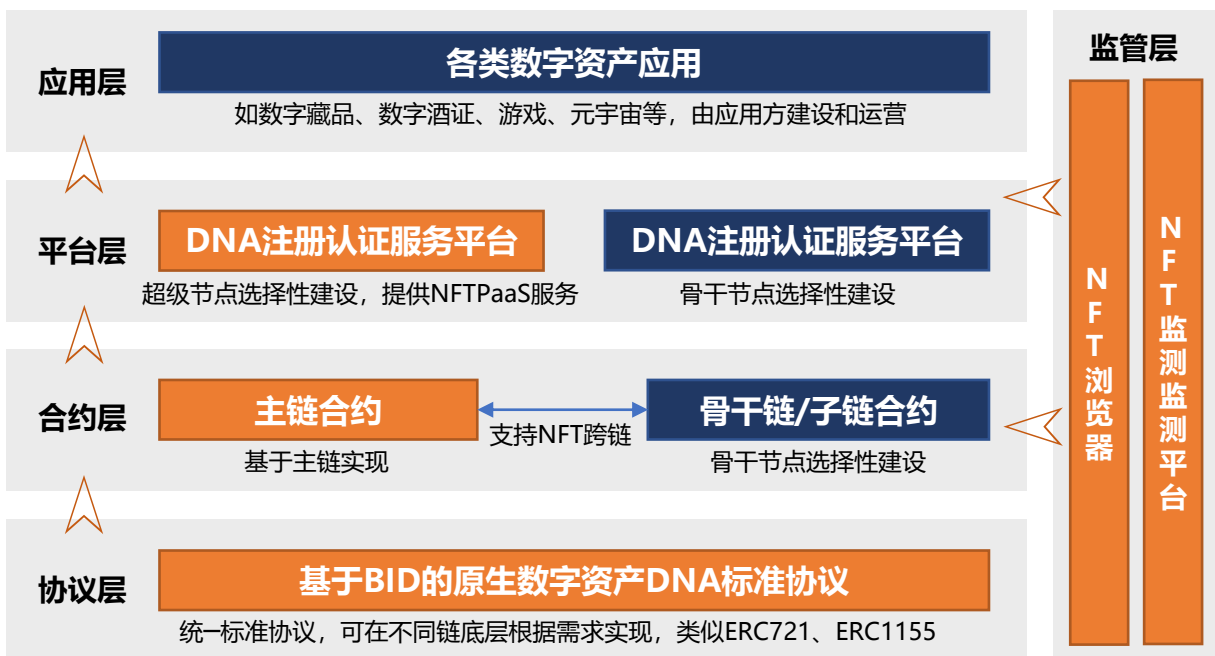 应用层
各类数字资产应用
如数字藏品、数字酒证、游戏、元宇宙等，由应用方建设和运营
平台层
DNA注册认证服务平台
超级节点选择性建设，提供NFTPaaS服务
DNA注册认证服务平台
骨干节点选择性建设
合约层
主链合约
基于主链实现
支持NFT跨链
骨干链/子链合约
骨干节点选择性建设
协议层
基于BID的原生数字资产DNA标准协议
统一标准协议，可在不同链底层根据需求实现，类似ERC721、ERC1155
监管层
NFT浏览器
NFT监测监测平台